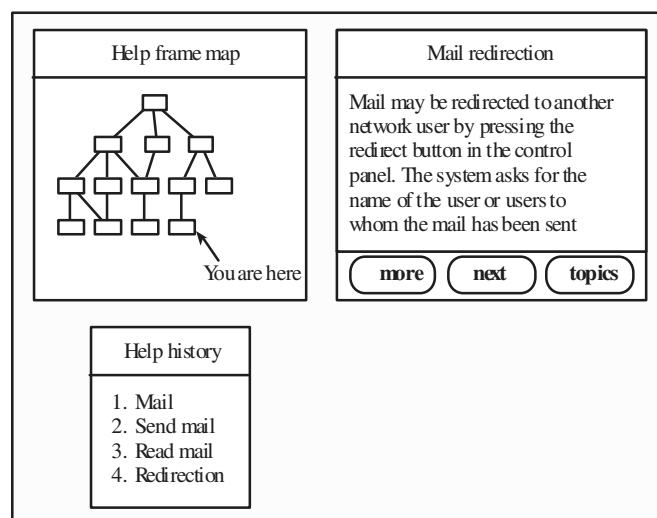 Help frame map
You are here
Mail redirection
Mail may be redirected to another
network user by pressing the
redirect button in the control
panel. The system asks for the
name of the user or users to
whom the mail has been sent
more next topics
Help history
1. Mail
2. Send mail
3. Read mail
4. Redirection